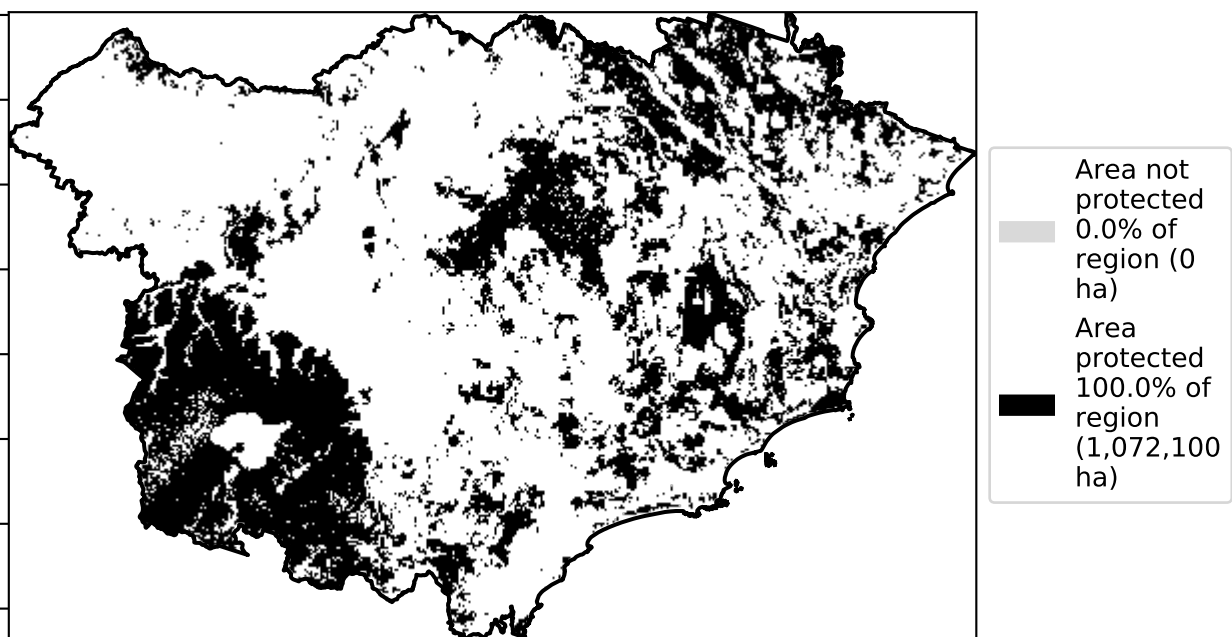 Area not
protected
0.0% of
region (0
ha)
Area
protected
100.0% of
region
(1,072,100
ha)